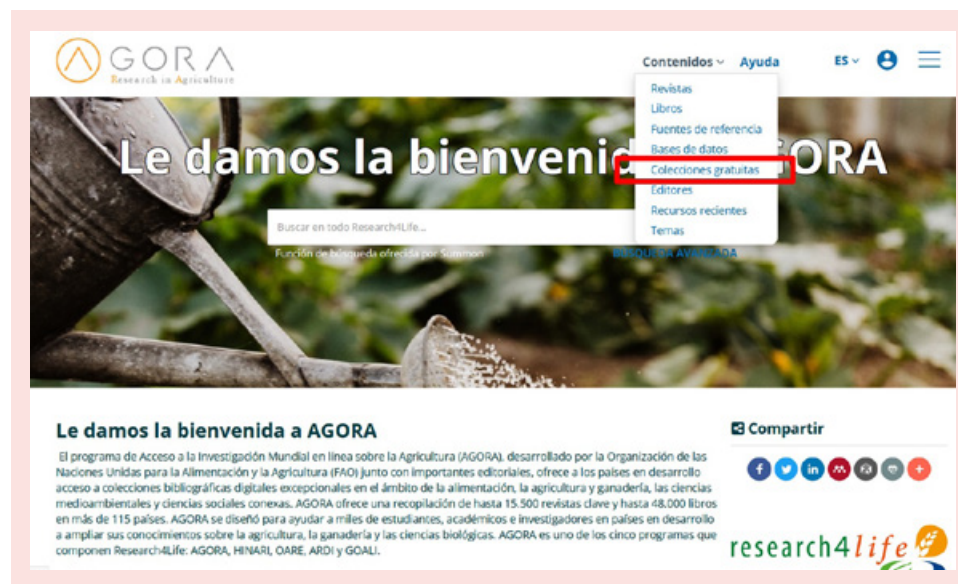 AGORA
Research in Agriculture
Contenidos Ayuda ES
Revistas
Libros
Fuentes de referencia
Bases de datos
Colecciones gratuitas
Editores
Recursos recientes
Temas
Le damos la bienvenid ORA
Buscar en todo Research4Life...
Función de búsqueda ofrecida por Summon
BÚSQUEDA AVANZADA
Le damos la bienvenida a AGORA
El programa de Acceso a la Investigación Mundial en línea sobre la Agricultura (AGORA), desarrollado por la Organización de las
Naciones Unidas para la Alimentación y la Agricultura (FAO) junto con importantes editoriales, ofrece a los países en desarrollo
acceso a colecciones bibliográficas digitales excepcionales en el ámbito de la alimentación, la agricultura y ganadería, las ciencias
medioambientales y ciencias sociales conexas. AGORA ofrece una recopilación de hasta 15.500 revistas clave y hasta 48.000 libros
en más de 115 países. AGORA se diseñó para ayudar a miles de estudiantes, académicos e investigadores en países en desarrollo
a ampliar sus conocimientos sobre la agricultura, la ganadería y las ciencias biológicas. AGORA es uno de los cinco programas que
componen Research4Life: AGORA, HINARI, OARE, ARDI y GOALI.
Compartir
research4life